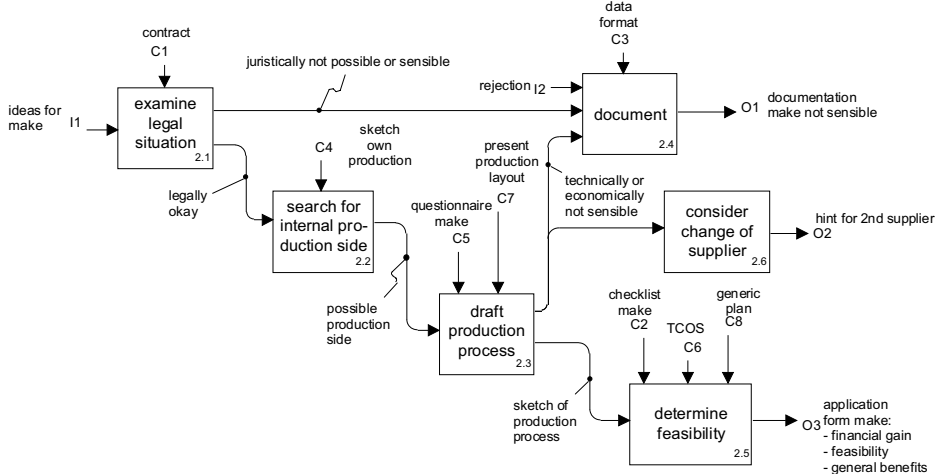 contract
C1
ideas for
make
I1
examine
legal
situation
2.1
juristically not possible or sensible
data
format
C3
rejection
I2
document
2.4
O1
documentation
make not sensible
legally
okay
C4
sketch
own
production
search for
internal pro-
duction side
2.2
present
production
layout
C7
questionnaire
make
C5
technically or
economically
not sensible
consider
change of
supplier
2.6
hint for 2nd supplier
O2
possible
production
side
draft
production
process
2.3
checklist
make
C2
TCOS
C6
generic
plan
C8
sketch of
production
process
determine
feasibility
2.5
O3
application
form make:
- financial gain
- feasibility
- general benefits